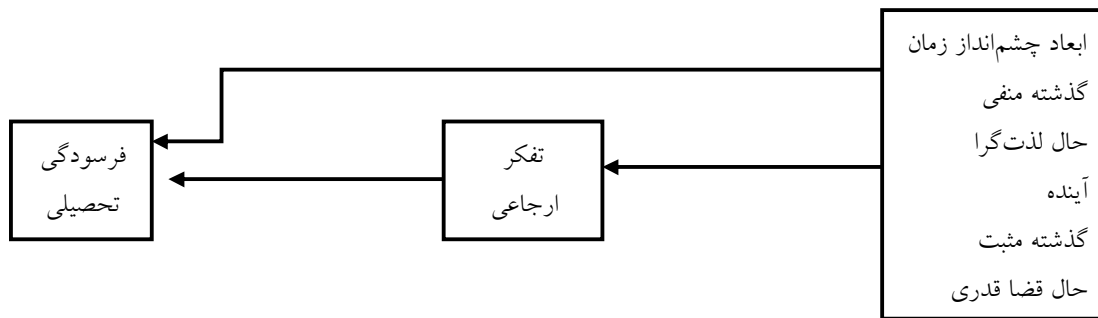 ابعاد چشم‌انداز زمان
گذشته منفی
حال لذت‌گرا
آینده
گذشته مثبت
حال قضا قدری
تفکر
ارجاعی
فرسودگی
تحصیلی